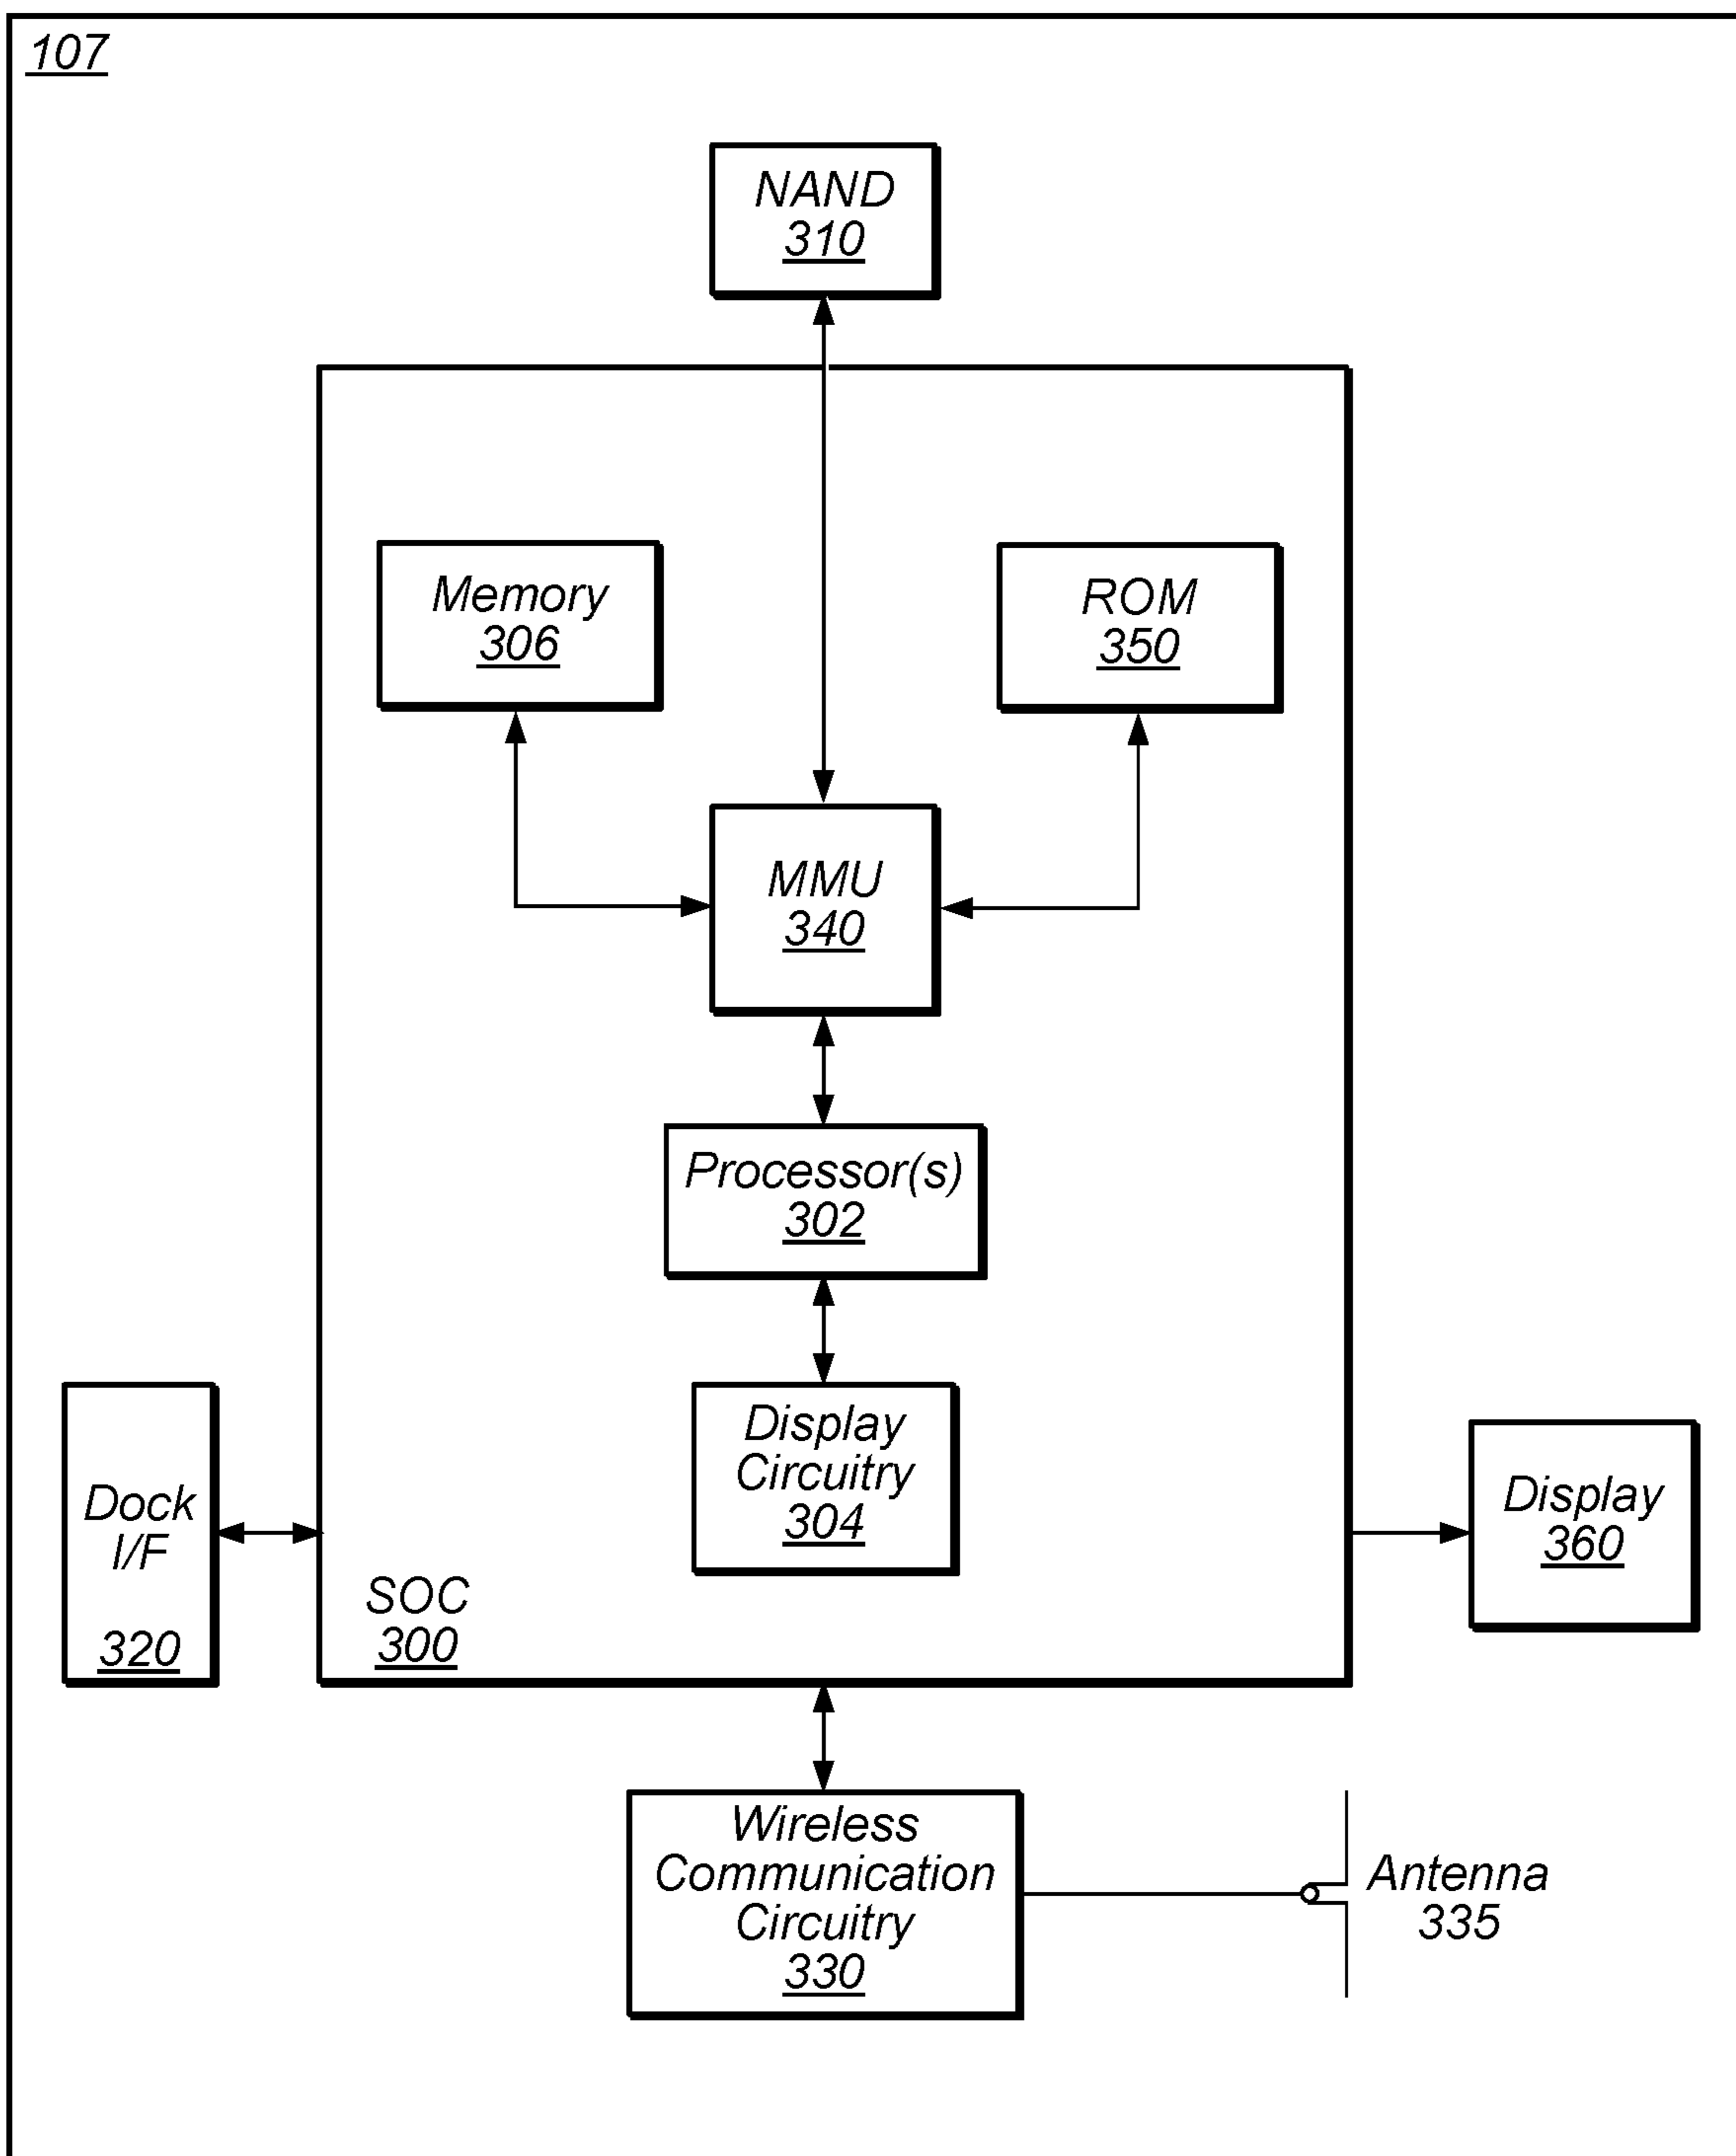 107
NAND
310
Memory
306
ROM
350
MMU
340
Processor(s)
302
Display
Circuitry
304
Dock
I/F
320
SOC
300
Display
360
Wireless
Communication
Circuitry
330
Antenna
335